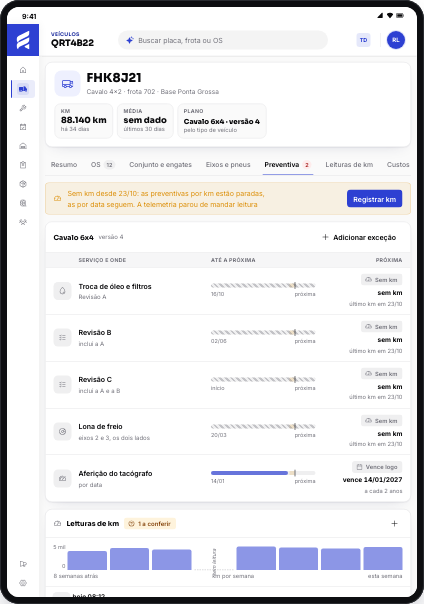 9:41
VEÍCULOS
QRT4B22
Buscar placa, frota ou OS
TD
RL
FHK8J21
Cavalo 4×2 · frota 702 · Base Ponta Grossa
KM
88.140 km
há 34 dias
MÉDIA
sem dado
últimos 30 dias
PLANO
Cavalo 6x4 · versão 4
pelo tipo de veículo
Resumo
OS 12
Conjunto e engates
Eixos e pneus
Preventiva 2
Leituras de km
Custos
Sem km desde 23/10: as preventivas por km estão paradas,
as por data seguem. A telemetria parou de mandar leitura
Registrar km
Cavalo 6x4 versão 4
Adicionar exceção
SERVIÇO E ONDE
ATÉ A PRÓXIMA
PRÓXIMA
Troca de óleo e filtros
Revisão A
16/10
próxima
Sem km
sem km
último km em 23/10
Revisão B
inclui a A
02/06
próxima
Sem km
sem km
último km em 23/10
Revisão C
inclui a A e a B
início
próxima
Sem km
sem km
último km em 23/10
Lona de freio
eixos 2 e 3, os dois lados
20/03
próxima
Sem km
sem km
último km em 23/10
Aferição do tacógrafo
por data
14/01
próxima
Vence logo
vence 14/01/2027
a cada 2 anos
Leituras de km
1 a conferir
5 mil
0
sem leitura
8 semanas atrás
km por semana
esta semana
hoje 08:12